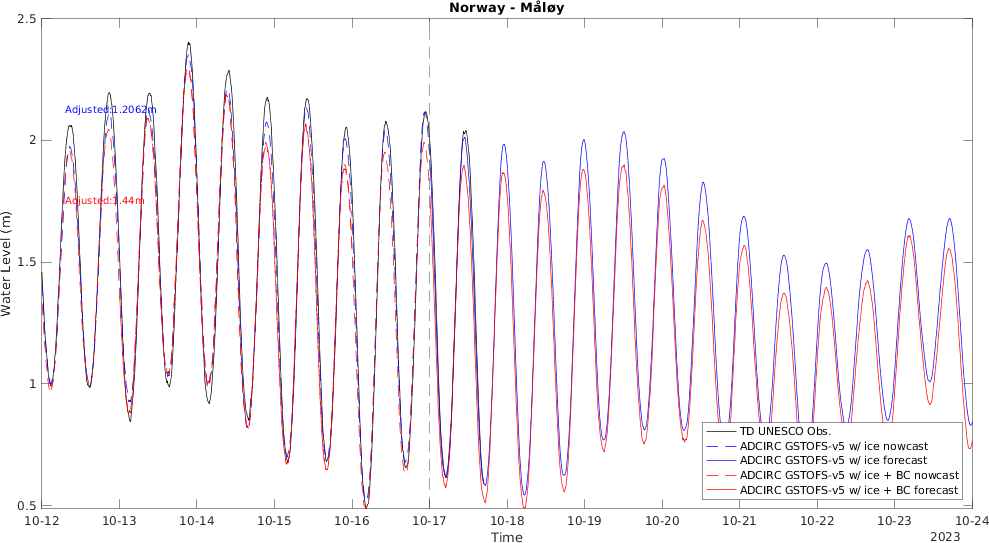 Norway - Måløy
2.5
Adjusted:1.2062m
2
Adjusted:1.44m
1.5
Water Level (m)
1
TD UNESCO Obs.
ADCIRC GSTOFS-v5 w/ ice nowcast
ADCIRC GSTOFS-v5 w/ ice forecast
ADCIRC GSTOFS-v5 w/ ice + BC nowcast
ADCIRC GSTOFS-v5 w/ ice + BC forecast
0.5
10-12 10-13 10-14 10-15 10-16 10-17 10-18 10-19 10-20 10-21 10-22 10-23 10-24
Time
2023